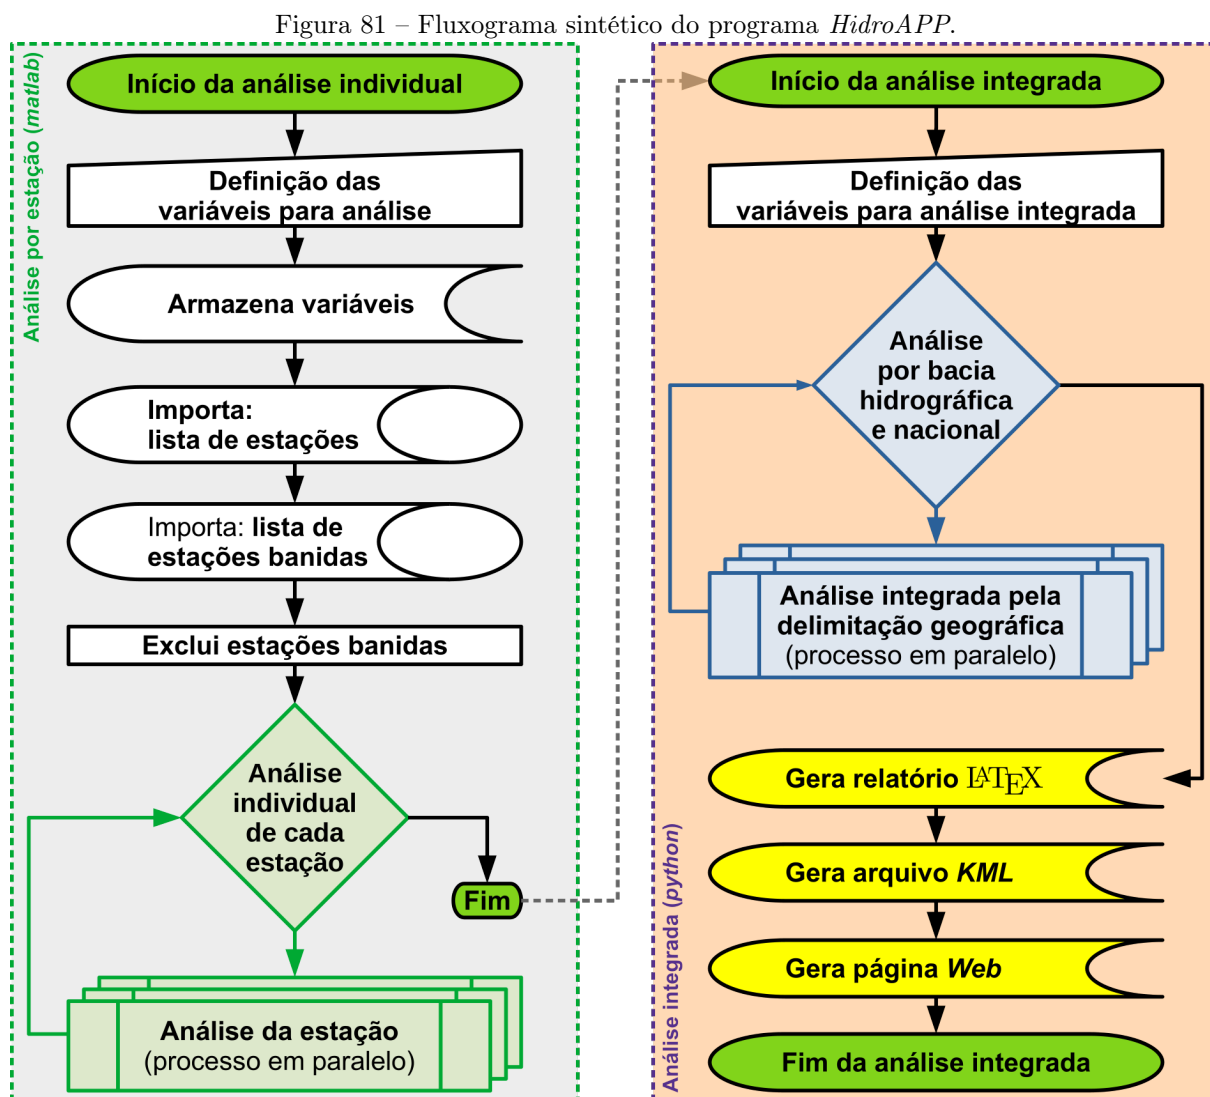 Figura 81 – Fluxograma sintético do programa HidroAPP.
Análise por estação (matlab)
Início da análise individual
Definição das
variáveis para análise
Armazena variáveis
Importa:
lista de estações
Importa: lista de
estações banidas
Exclui estações banidas
Análise
individual
de cada
estação
Fim
Análise da estação
(processo em paralelo)
Análise integrada (python)
Início da análise integrada
Definição das
variáveis para análise integrada
Análise
por bacia
hidrográfica
e nacional
Análise integrada pela
delimitação geográfica
(processo em paralelo)
Gera relatório LATEX
Gera arquivo KML
Gera página Web
Fim da análise integrada